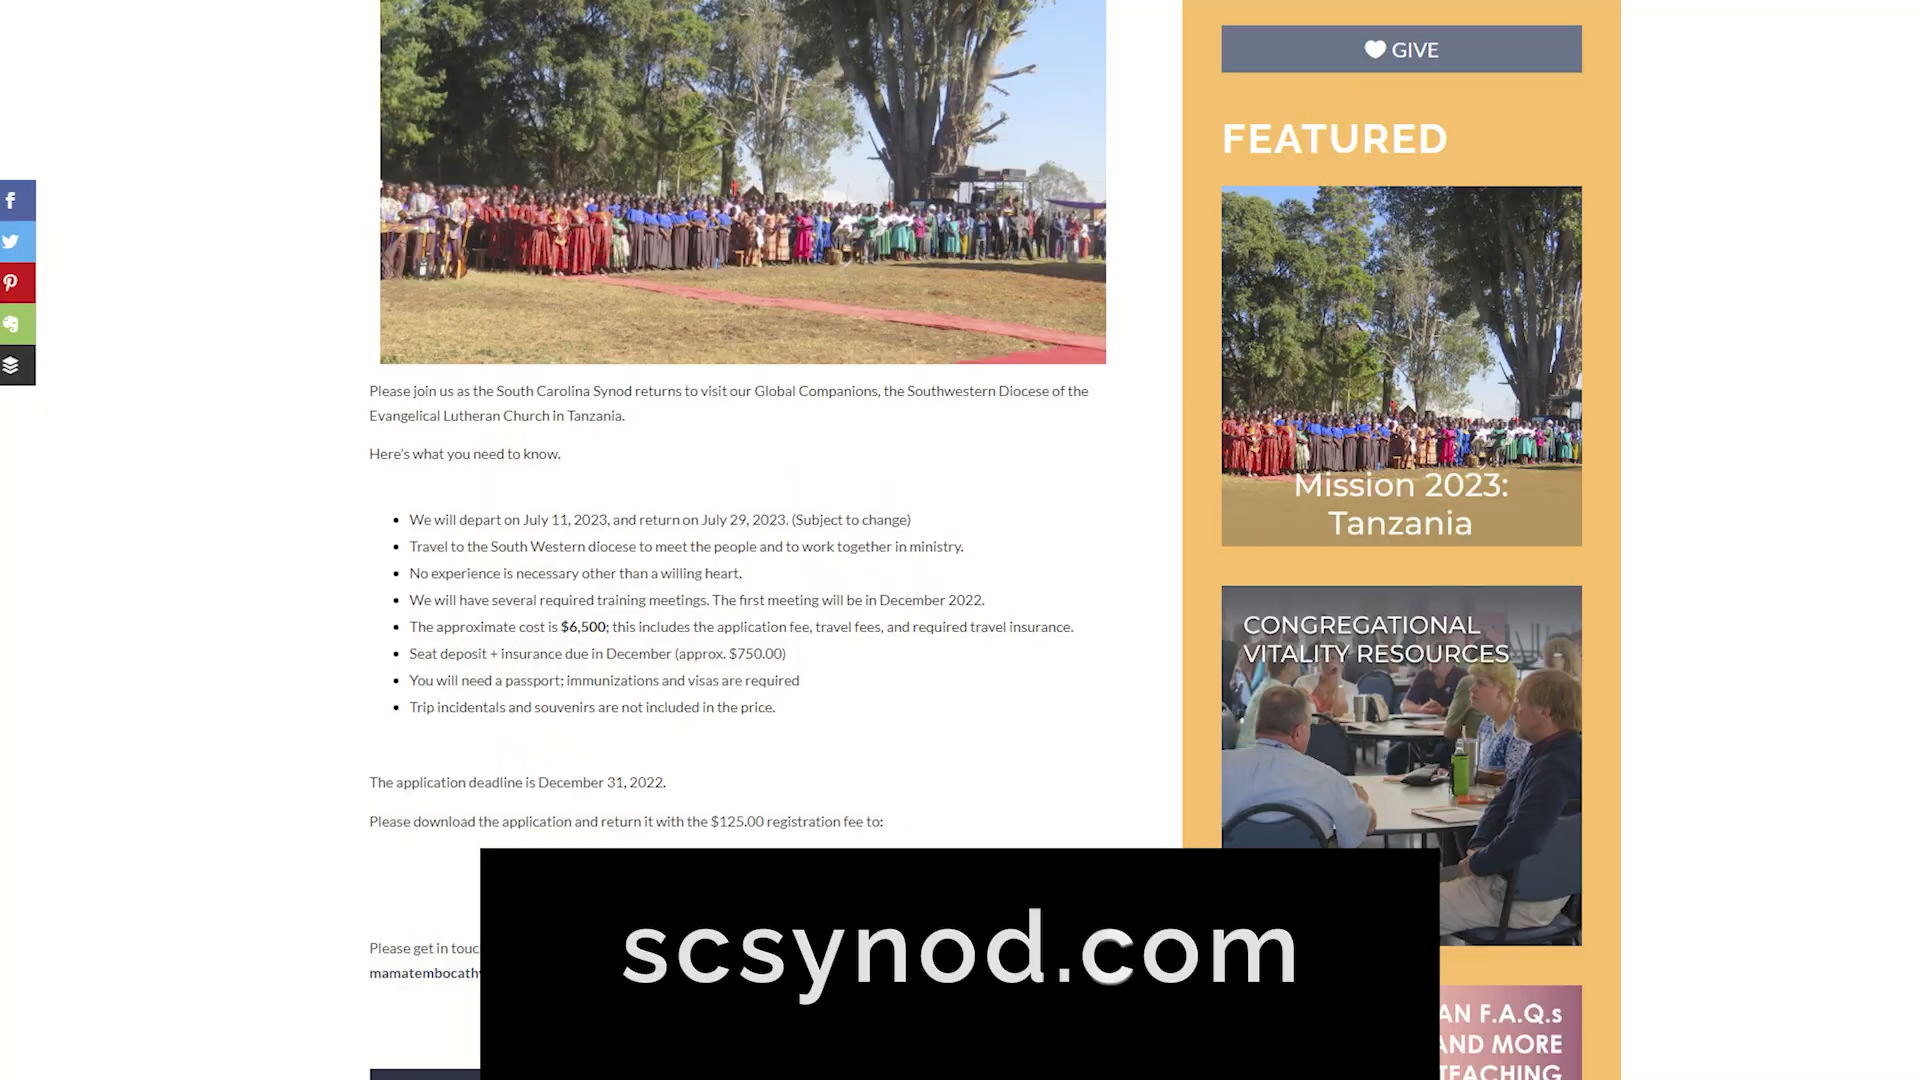 GIVE
FEATURED
Please join us as the South Carolina Synod returns to visit our Global Companions, the Southwestern Diocese of the
Evangelical Lutheran Church in Tanzania.
Here's what you need to know.
• We will depart on July 11, 2023, and return on July 29, 2023. (Subject to change)
• Travel to the South Western diocese to meet the people and to work together in ministry.
• No experience is necessary other than a willing heart.
• We will have several required training meetings. The first meeting will be in December 2022.
• The approximate cost is $6,500; this includes the application fee, travel fees, and required travel insurance.
• Seat deposit + insurance due in December (approx. $750.00)
• You will need a passport; immunizations and visas are required
• Trip incidentals and souvenirs are not included in the price.
The application deadline is December 31, 2022.
Please download the application and return it with the $125.00 registration fee to:
Please get in touc
mamatembocathy
Mission 2023:
Tanzania
CONGREGATIONAL
VITALITY RESOURCES
AN F.A.Q.s
AND MORE
TEACHING
scsynod.com